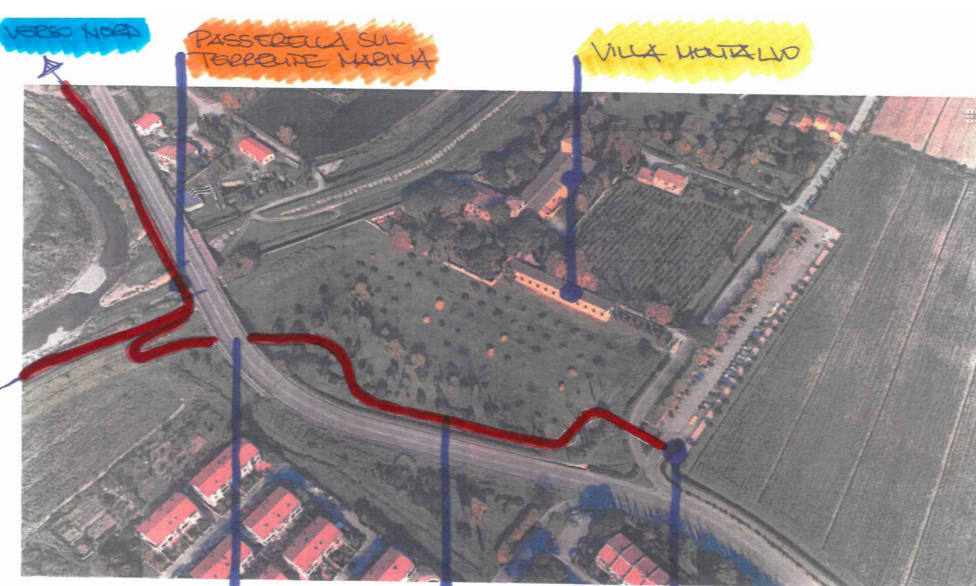 VERSO NORD
PASSERELLA SUL
TORRENTE MARINA
VILLA MONTALVO